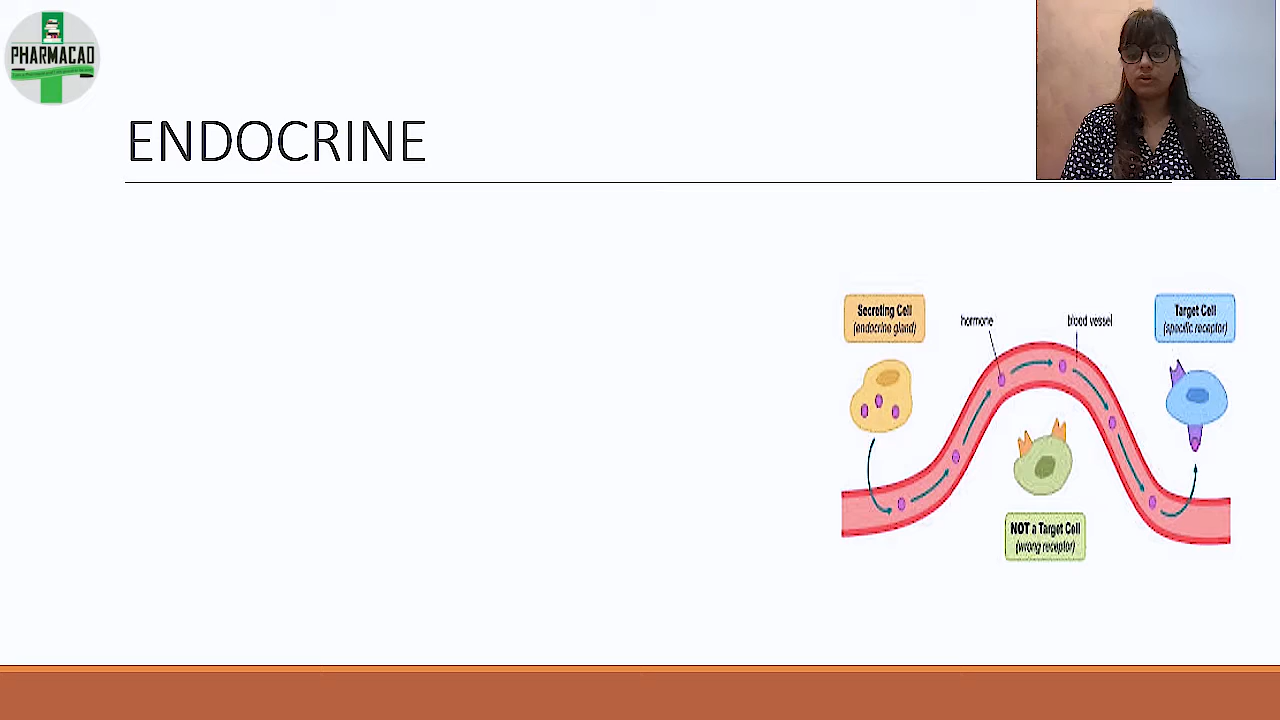 PHARMACAD
ENDOCRINE
Secreting Cell
(endocrine gland)
hormone
blood vessel
Target Cell
(specific receptor)
NOT a Target Cell
(wrong receptor)